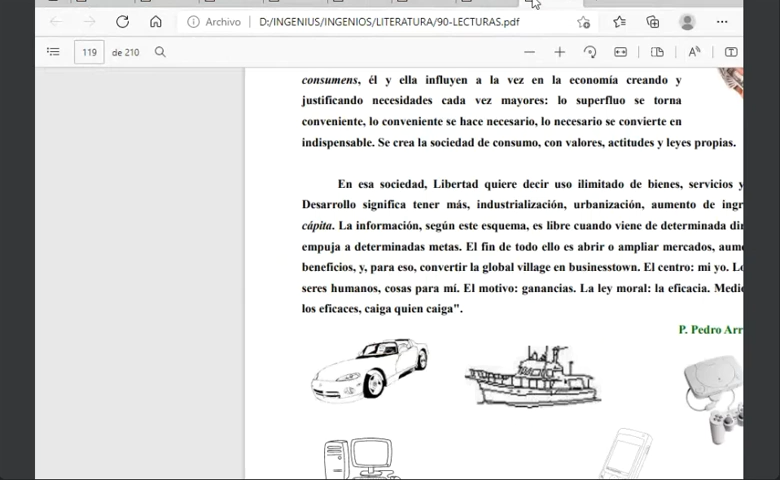 Archivo D:/INGENIUS/INGENIOS/LITERATURA/90-LECTURAS.pdf
119 de 210
consumens, él y ella influyen a la vez en la economía creando y
justificando necesidades cada vez mayores: lo superfluo se torna
conveniente, lo conveniente se hace necesario, lo necesario se convierte en
indispensable. Se crea la sociedad de consumo, con valores, actitudes y leyes propias.
En esa sociedad, Libertad quiere decir uso ilimitado de bienes, servicios y
Desarrollo significa tener más, industrialización, urbanización, aumento de ingr
cápita. La información, según este esquema, es libre cuando viene de determinada dir
empuja a determinadas metas. El fin de todo ello es abrir o ampliar mercados, aum
beneficios, y, para eso, convertir la global village en businesstown. El centro: mi yo. L
seres humanos, cosas para mí. El motivo: ganancias. La ley moral: la eficacia. Medi
los eficaces, caiga quien caiga".
P. Pedro Arr